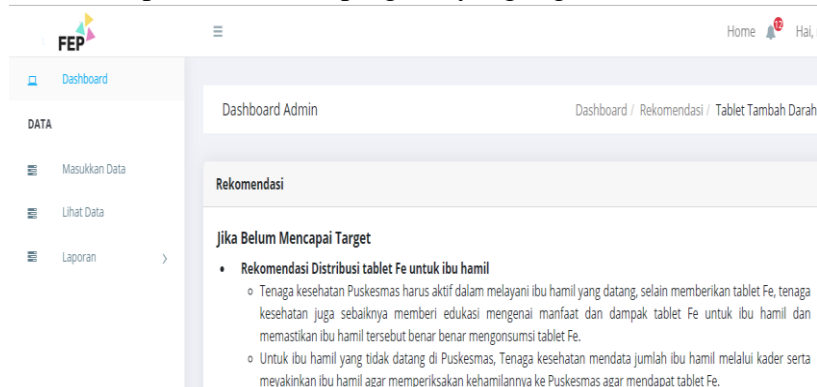 FEP
Home 12 Hai,
Dashboard
DATA
Masukkan Data
Lihat Data
Laporan
Dashboard Admin
Dashboard / Rekomendasi / Tablet Tambah Darah
Rekomendasi
Jika Belum Mencapai Target
• Rekomendasi Distribusi tablet Fe untuk ibu hamil
Tenaga kesehatan Puskesmas harus aktif dalam melayani ibu hamil yang datang, selain memberikan tablet Fe, tenaga
kesehatan juga sebaiknya memberi edukasi mengenai manfaat dan dampak tablet Fe untuk ibu hamil dan
memastikan ibu hamil tersebut benar benar mengonsumsi tablet Fe.
Untuk ibu hamil yang tidak datang di Puskesmas, Tenaga kesehatan mendata jumlah ibu hamil melalui kader serta
meyakinkan ibu hamil agar memperiksakan kehamilannya ke Puskesmas agar mendapat tablet Fe.